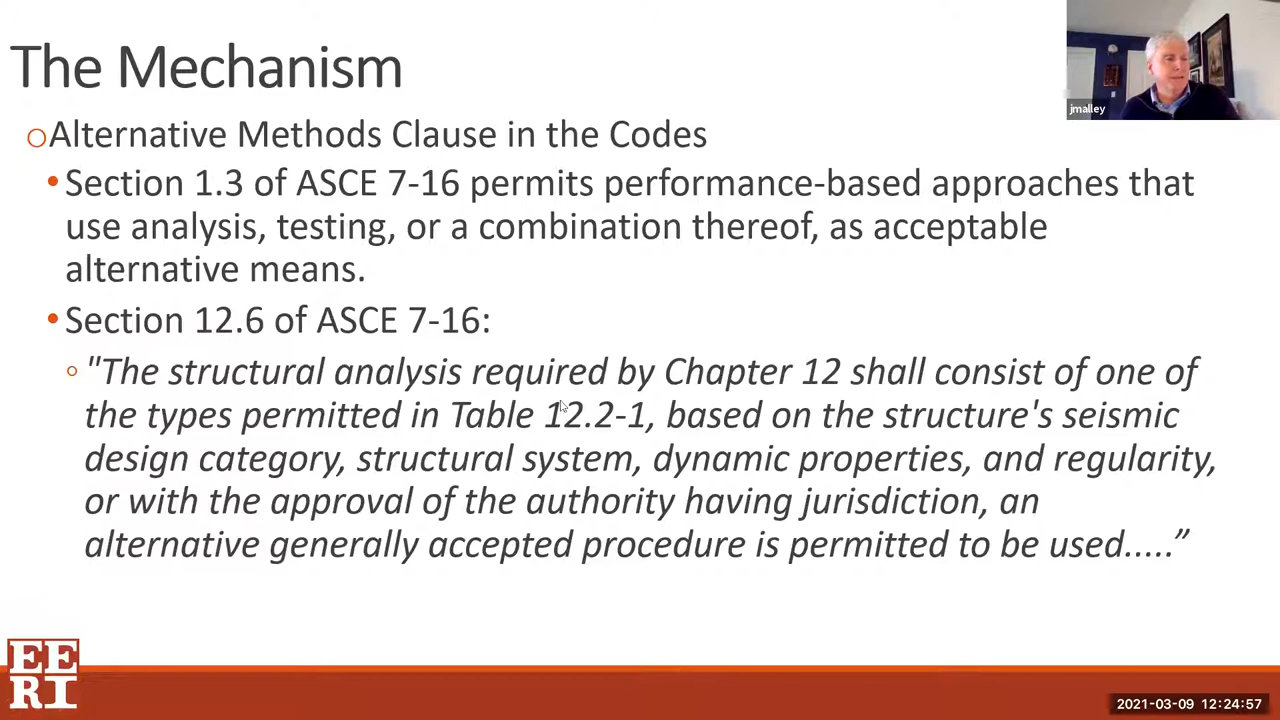 The Mechanism
jmalley
Alternative Methods Clause in the Codes
Section 1.3 of ASCE 7-16 permits performance-based approaches that
use analysis, testing, or a combination thereof, as acceptable
alternative means.
Section 12.6 of ASCE 7-16:
"The structural analysis required by Chapter 12 shall consist of one of
the types permitted in Table 12.2-1, based on the structure's seismic
design category, structural system, dynamic properties, and regularity,
or with the approval of the authority having jurisdiction, an
alternative generally accepted procedure is permitted to be used.....”
EE
RI
2021-03-09 12:24:57